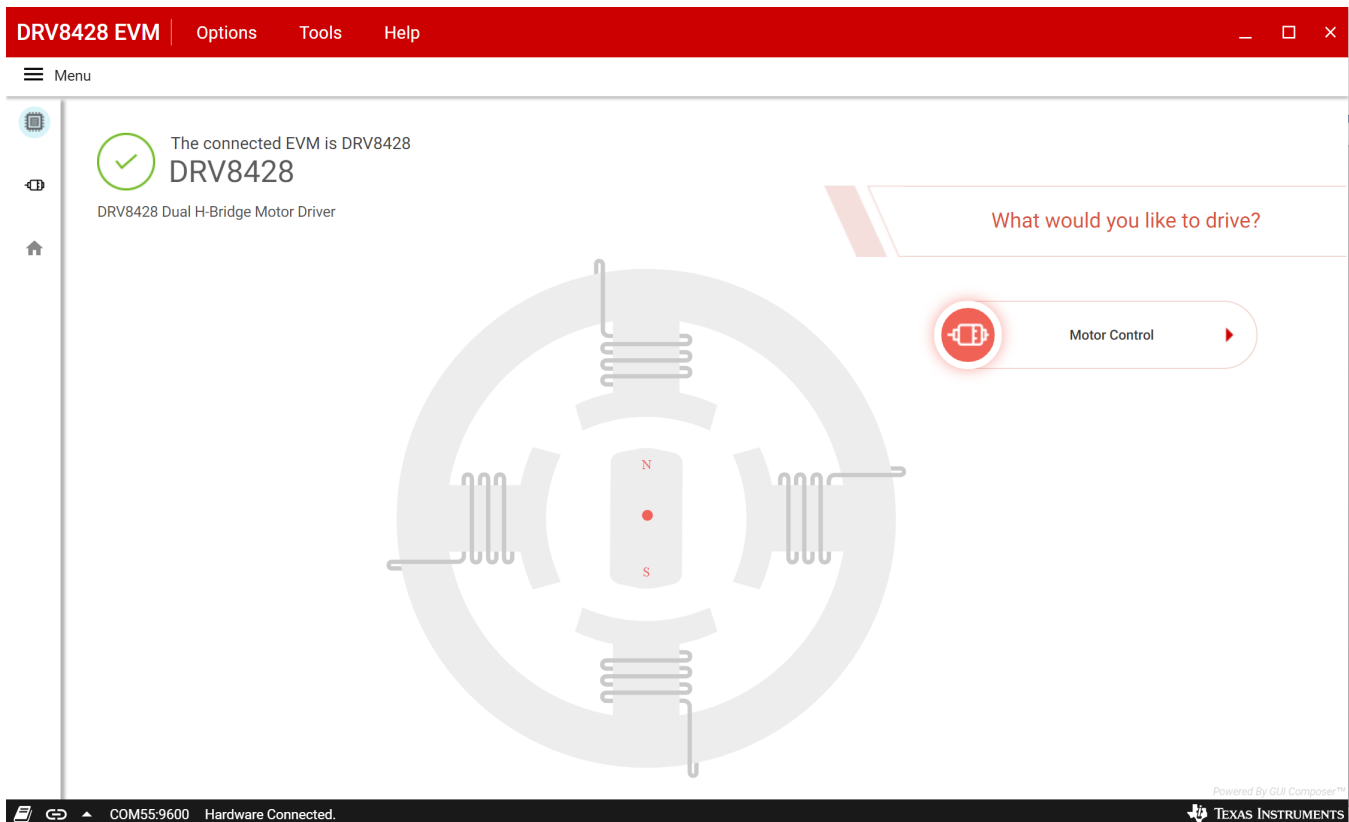 DRV8428 EVM Options Tools Help
Menu
The connected EVM is DRV8428
DRV8428
DRV8428 Dual H-Bridge Motor Driver
What would you like to drive?
Motor Control
N
S
Powered By GUI Composer™
COM55:9600 Hardware Connected.
TEXAS INSTRUMENTS